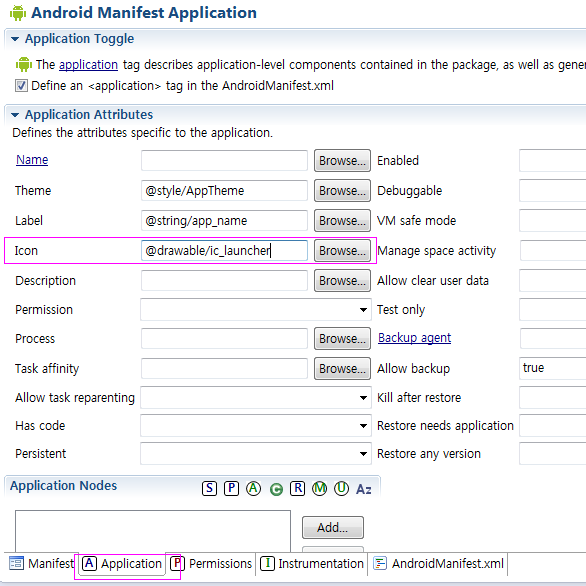 Android Manifest Application
Application Toggle
The application tag describes application-level components contained in the package, as well as gener
Define an <application> tag in the AndroidManifest.xml
Application Attributes
Defines the attributes specific to the application.
Name Browse... Enabled
Theme @style/AppTheme Browse... Debuggable
Label @string/app_name Browse... VM safe mode
Icon @drawable/ic_launcher Browse... Manage space activity
Description Browse... Allow clear user data
Permission Test only
Process Browse... Backup agent
Task affinity Browse... Allow backup true
Allow task reparenting Kill after restore
Has code Restore needs application
Persistent Restore any version
Application Nodes S P A C R M U Az
Add...
Manifest A Application P Permissions I Instrumentation AndroidManifest.xml